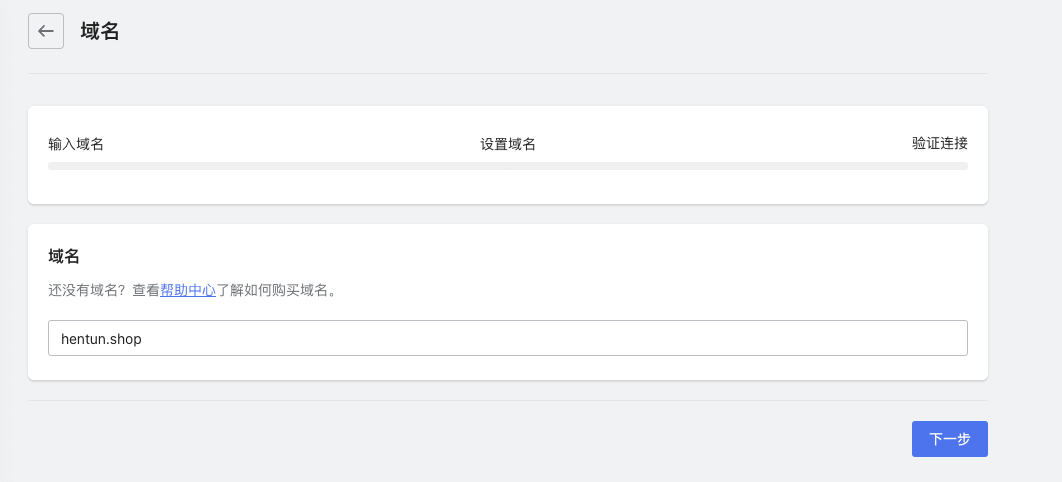 域名
输入域名 设置域名 验证连接
域名
还没有域名？查看帮助中心了解如何购买域名。
hentun.shop
下一步